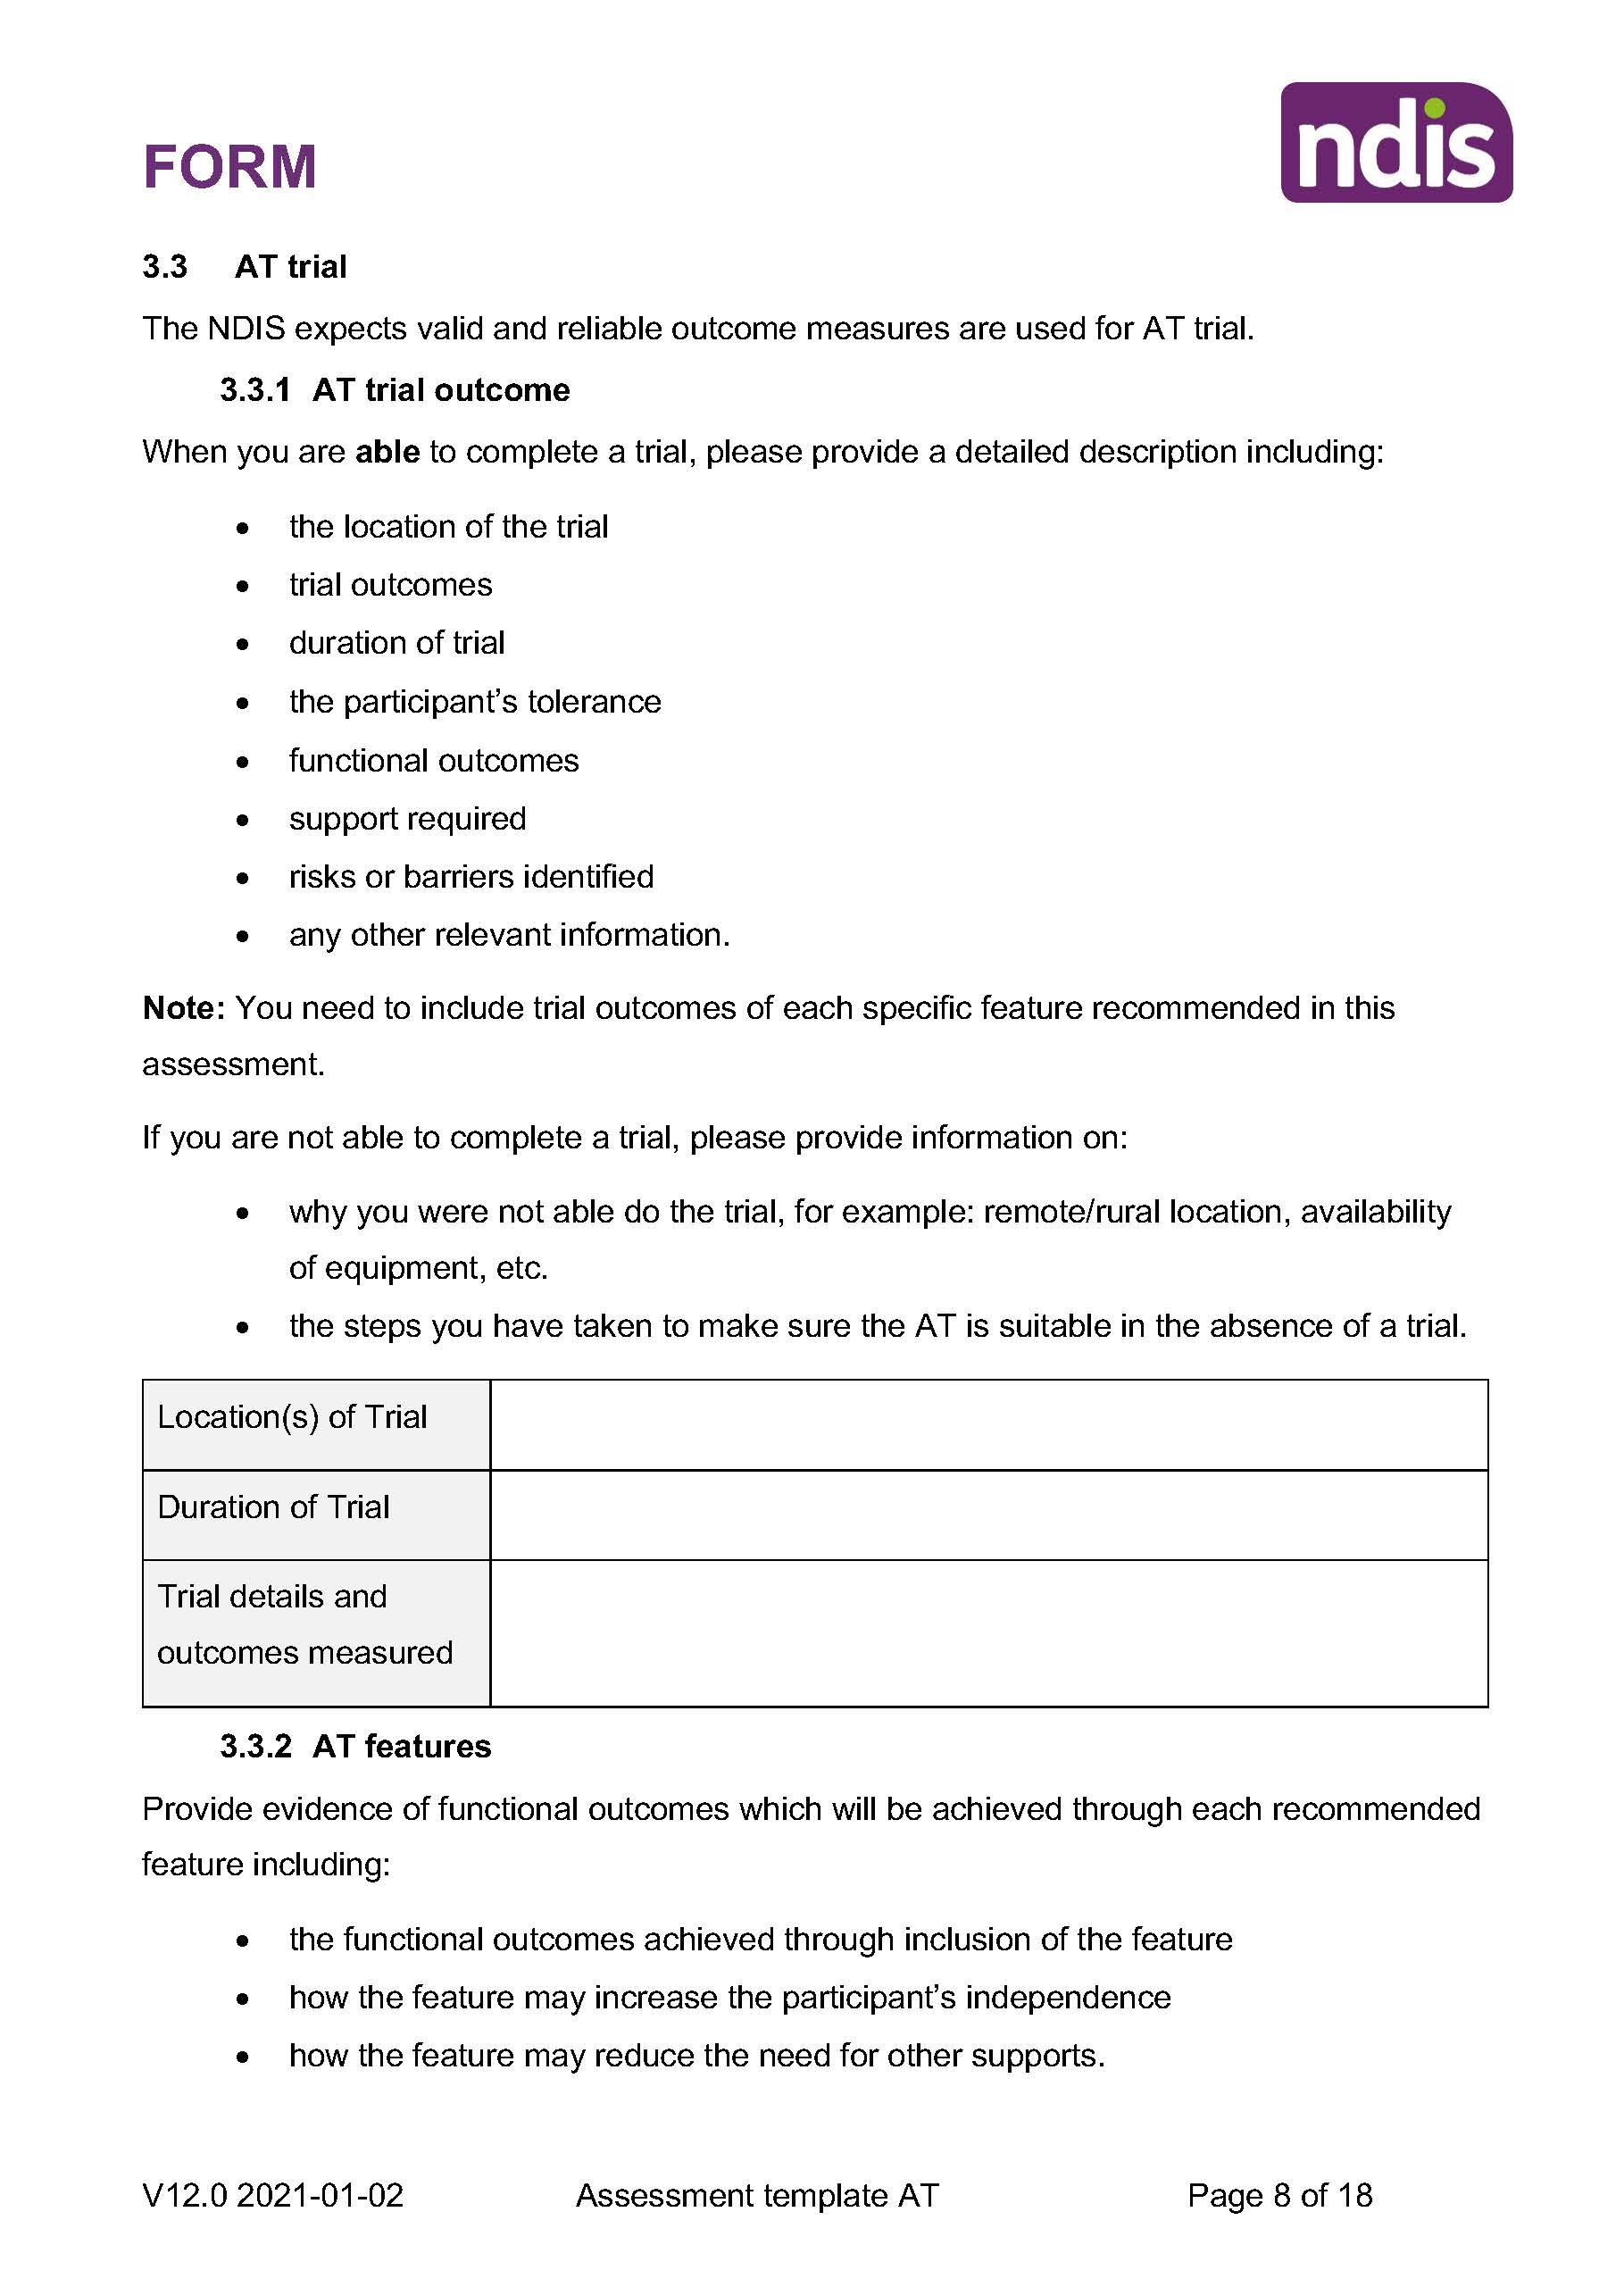 FORM
ndis
3.3 AT trial
The NDIS expects valid and reliable outcome measures are used for AT trial.
3.3.1 AT trial outcome
When you are able to complete a trial, please provide a detailed description including:
• the location of the trial
• trial outcomes
• duration of trial
• the participant’s tolerance
• functional outcomes
• support required
• risks or barriers identified
• any other relevant information.
Note: You need to include trial outcomes of each specific feature recommended in this
assessment.
If you are not able to complete a trial, please provide information on:
• why you were not able do the trial, for example: remote/rural location, availability
of equipment, etc.
• the steps you have taken to make sure the AT is suitable in the absence of a trial.
Location(s) of Trial
Duration of Trial
Trial details and
outcomes measured
3.3.2 AT features
Provide evidence of functional outcomes which will be achieved through each recommended
feature including:
• the functional outcomes achieved through inclusion of the feature
• how the feature may increase the participant’s independence
• how the feature may reduce the need for other supports.
V12.0 2021-01-02 Assessment template AT Page 8 of 18